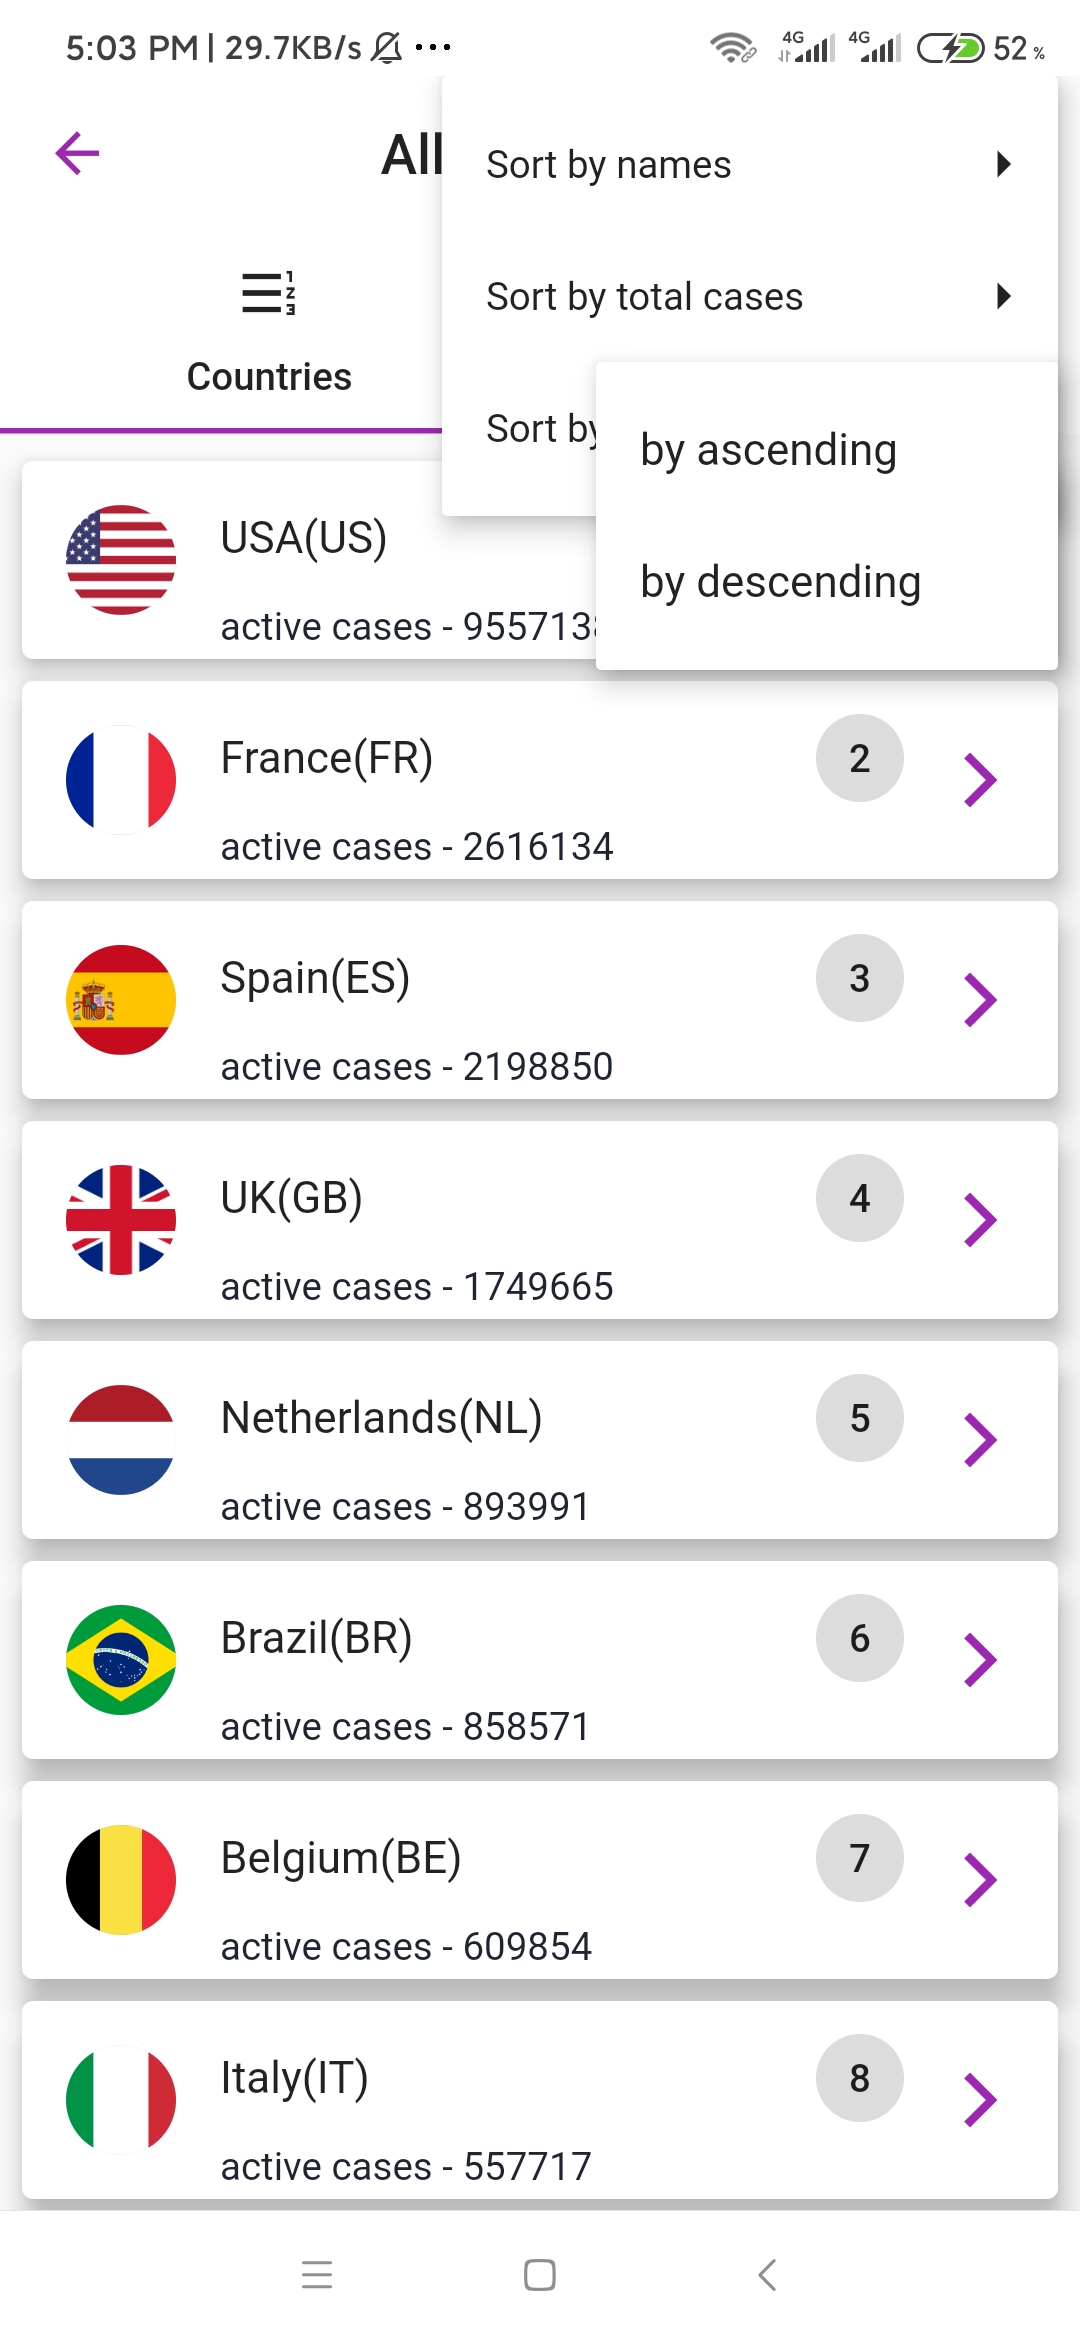 5:03 PM | 29.7KB/s ...
4G 4G 52 %
All
Sort by names
Sort by total cases
Sort by
by ascending
by descending
1
2
3
Countries
USA(US)
active cases - 955713
France(FR)
2
active cases - 2616134
Spain(ES)
3
active cases - 2198850
UK(GB)
4
active cases - 1749665
Netherlands(NL)
5
active cases - 893991
Brazil(BR)
6
active cases - 858571
Belgium(BE)
7
active cases - 609854
Italy(IT)
8
active cases - 557717